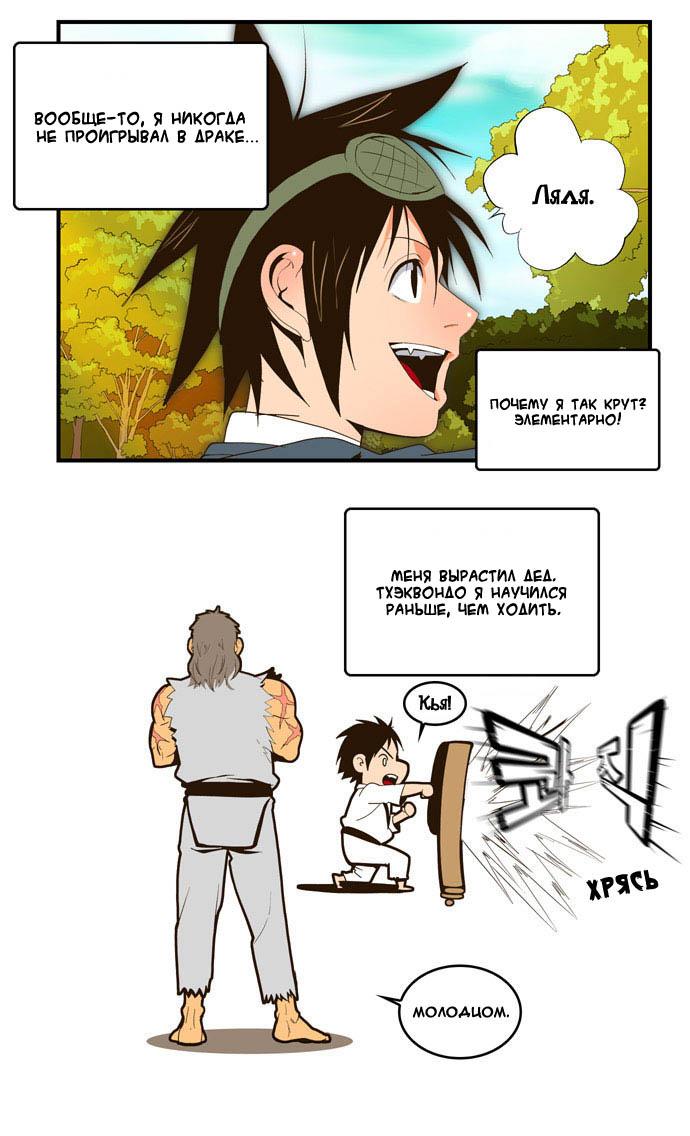 ВООБЩЕ-ТО, Я НИКОГДА
НЕ ПРОИГРЫВАЛ В ДРАКЕ...
Ляля.
ПОЧЕМУ Я ТАК КРУТ?
ЭЛЕМЕНТАРНО!
МЕНЯ ВЫРАСТИЛ ДЕД.
ТХЭКВОНДО Я НАУЧИЛСЯ
РАНЬШЕ, ЧЕМ ХОДИТЬ.
Кья!
ХРЯСЬ
МОЛОДЦОМ.